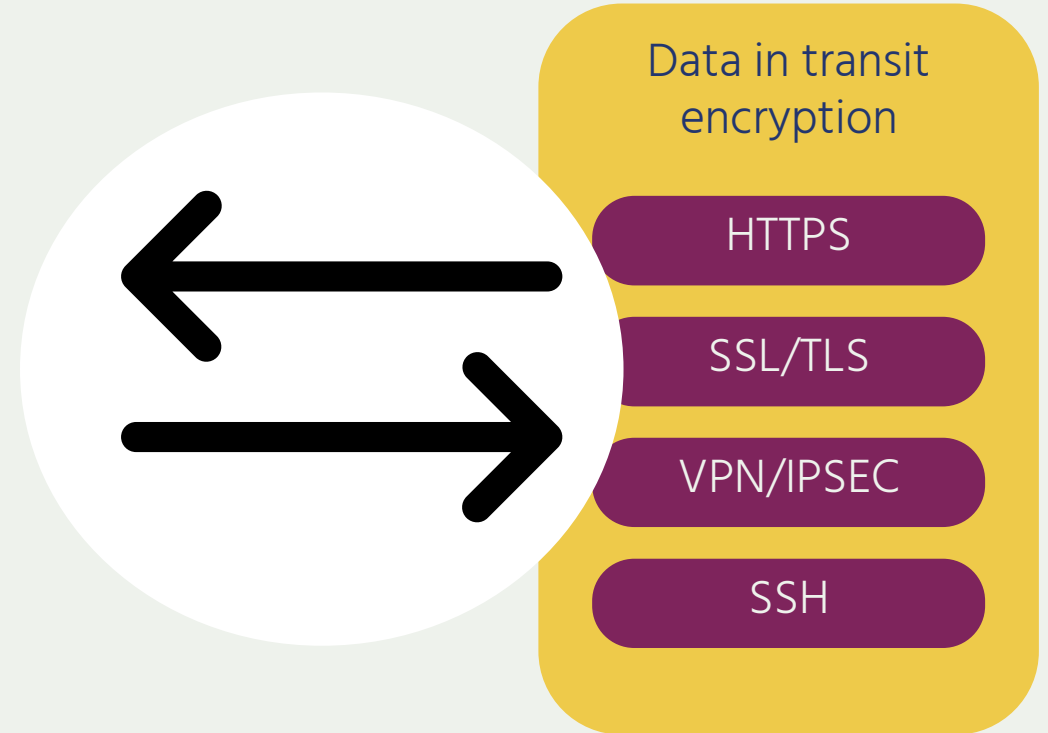 Data in transit
encryption
HTTPS
SSL/TLS
VPN/IPSEC
SSH